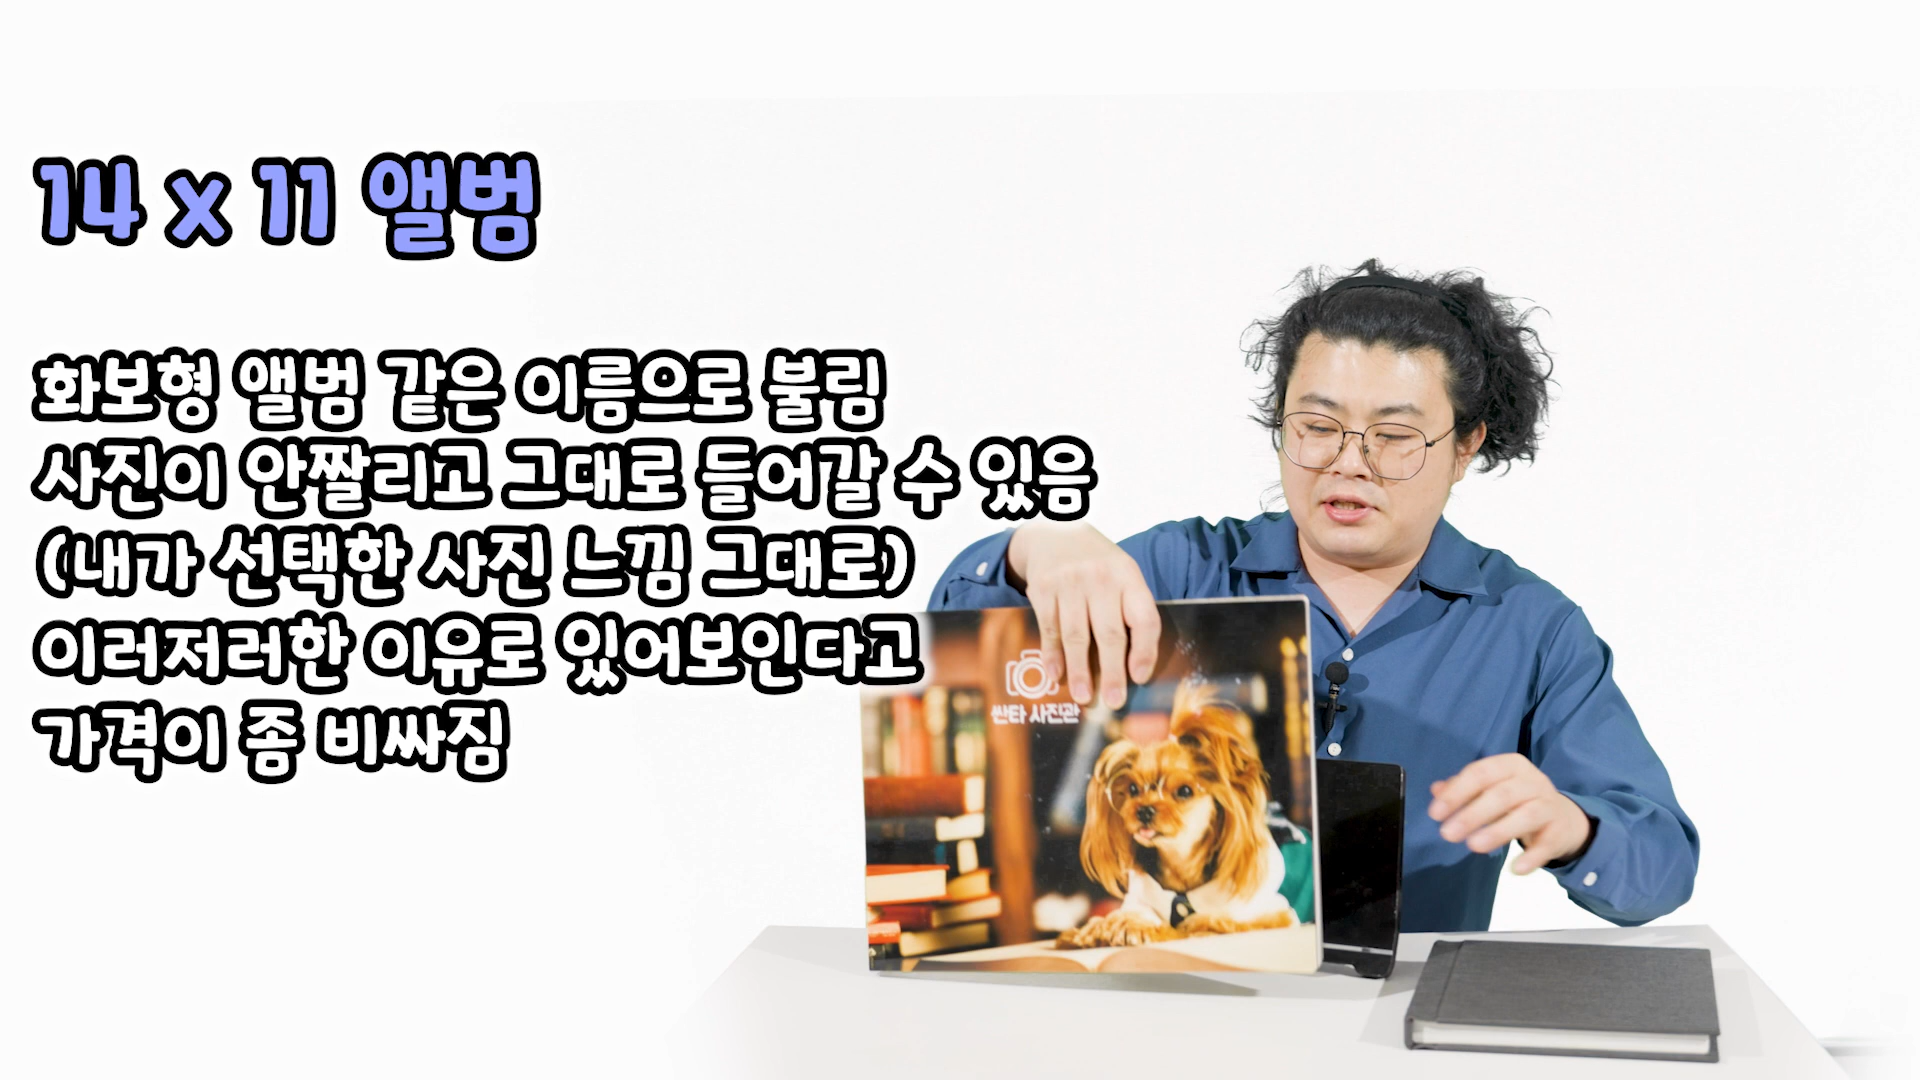 14 x 11 앨범
화보형 앨범 같은 이름으로 불림
사진이 안짤리고 그대로 들어갈 수 있음
(내가 선택한 사진 느낌 그대로)
이러저러한 이유로 있어보인다고
가격이 좀 비싸짐
싼타 사진관